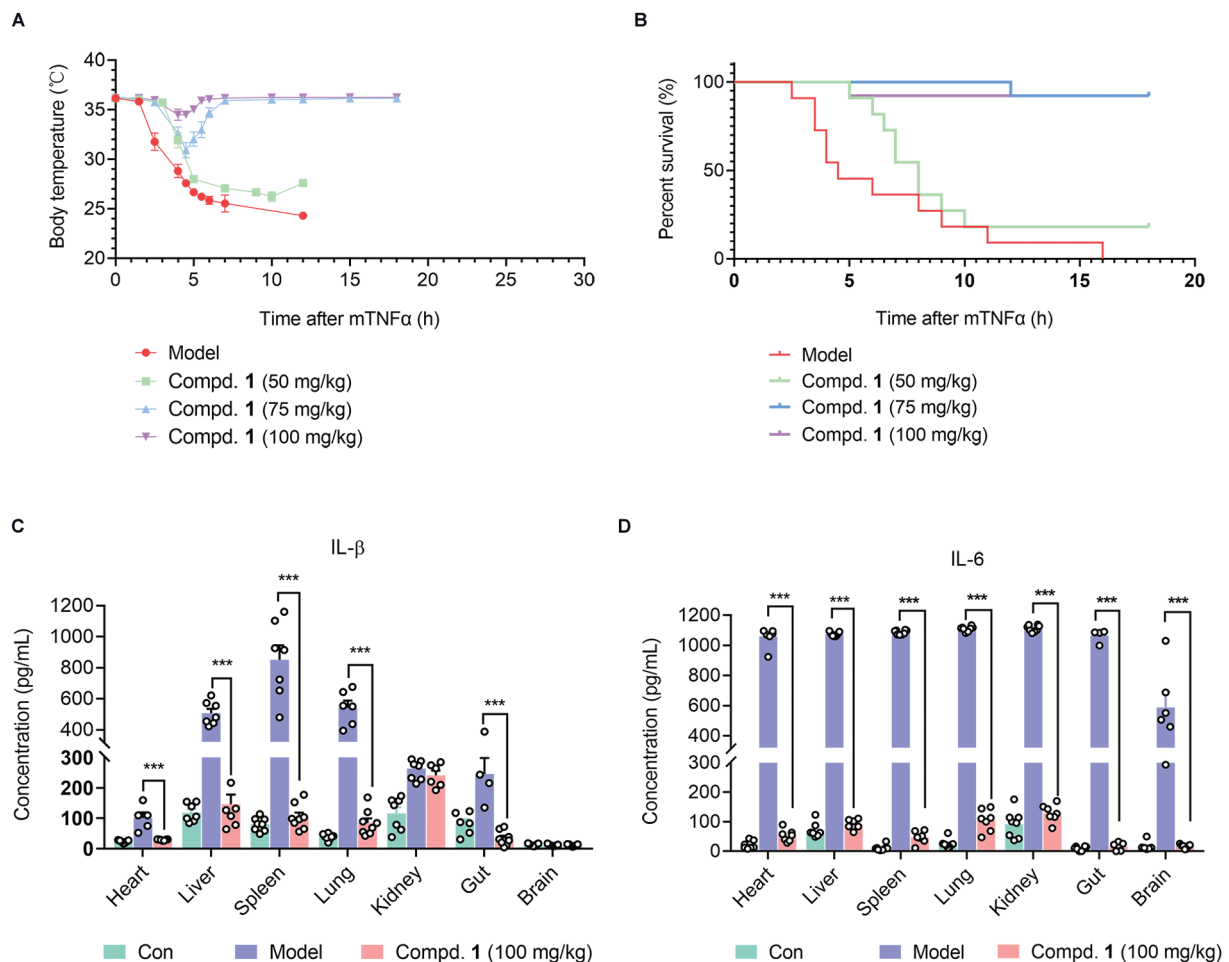 A
40
35
30
25
20
Body temperature (℃)
0
5
10
15
20
25
30
Time after mTNFα (h)
Model
Compd. 1 (50 mg/kg)
Compd. 1 (75 mg/kg)
Compd. 1 (100 mg/kg)
B
100
50
0
Percent survival (%)
0
5
10
15
20
Time after mTNFα (h)
Model
Compd. 1 (50 mg/kg)
Compd. 1 (75 mg/kg)
Compd. 1 (100 mg/kg)
C
IL-β
1200
1000
800
600
400
300
200
100
0
Concentration (pg/mL)
***
***
***
***
***
Heart
Liver
Spleen
Lung
Kidney
Gut
Brain
Con
Model
Compd. 1 (100 mg/kg)
D
IL-6
1200
1000
800
600
400
300
200
100
0
Concentration (pg/mL)
***
***
***
***
***
***
***
Heart
Liver
Spleen
Lung
Kidney
Gut
Brain
Con
Model
Compd. 1 (100 mg/kg)